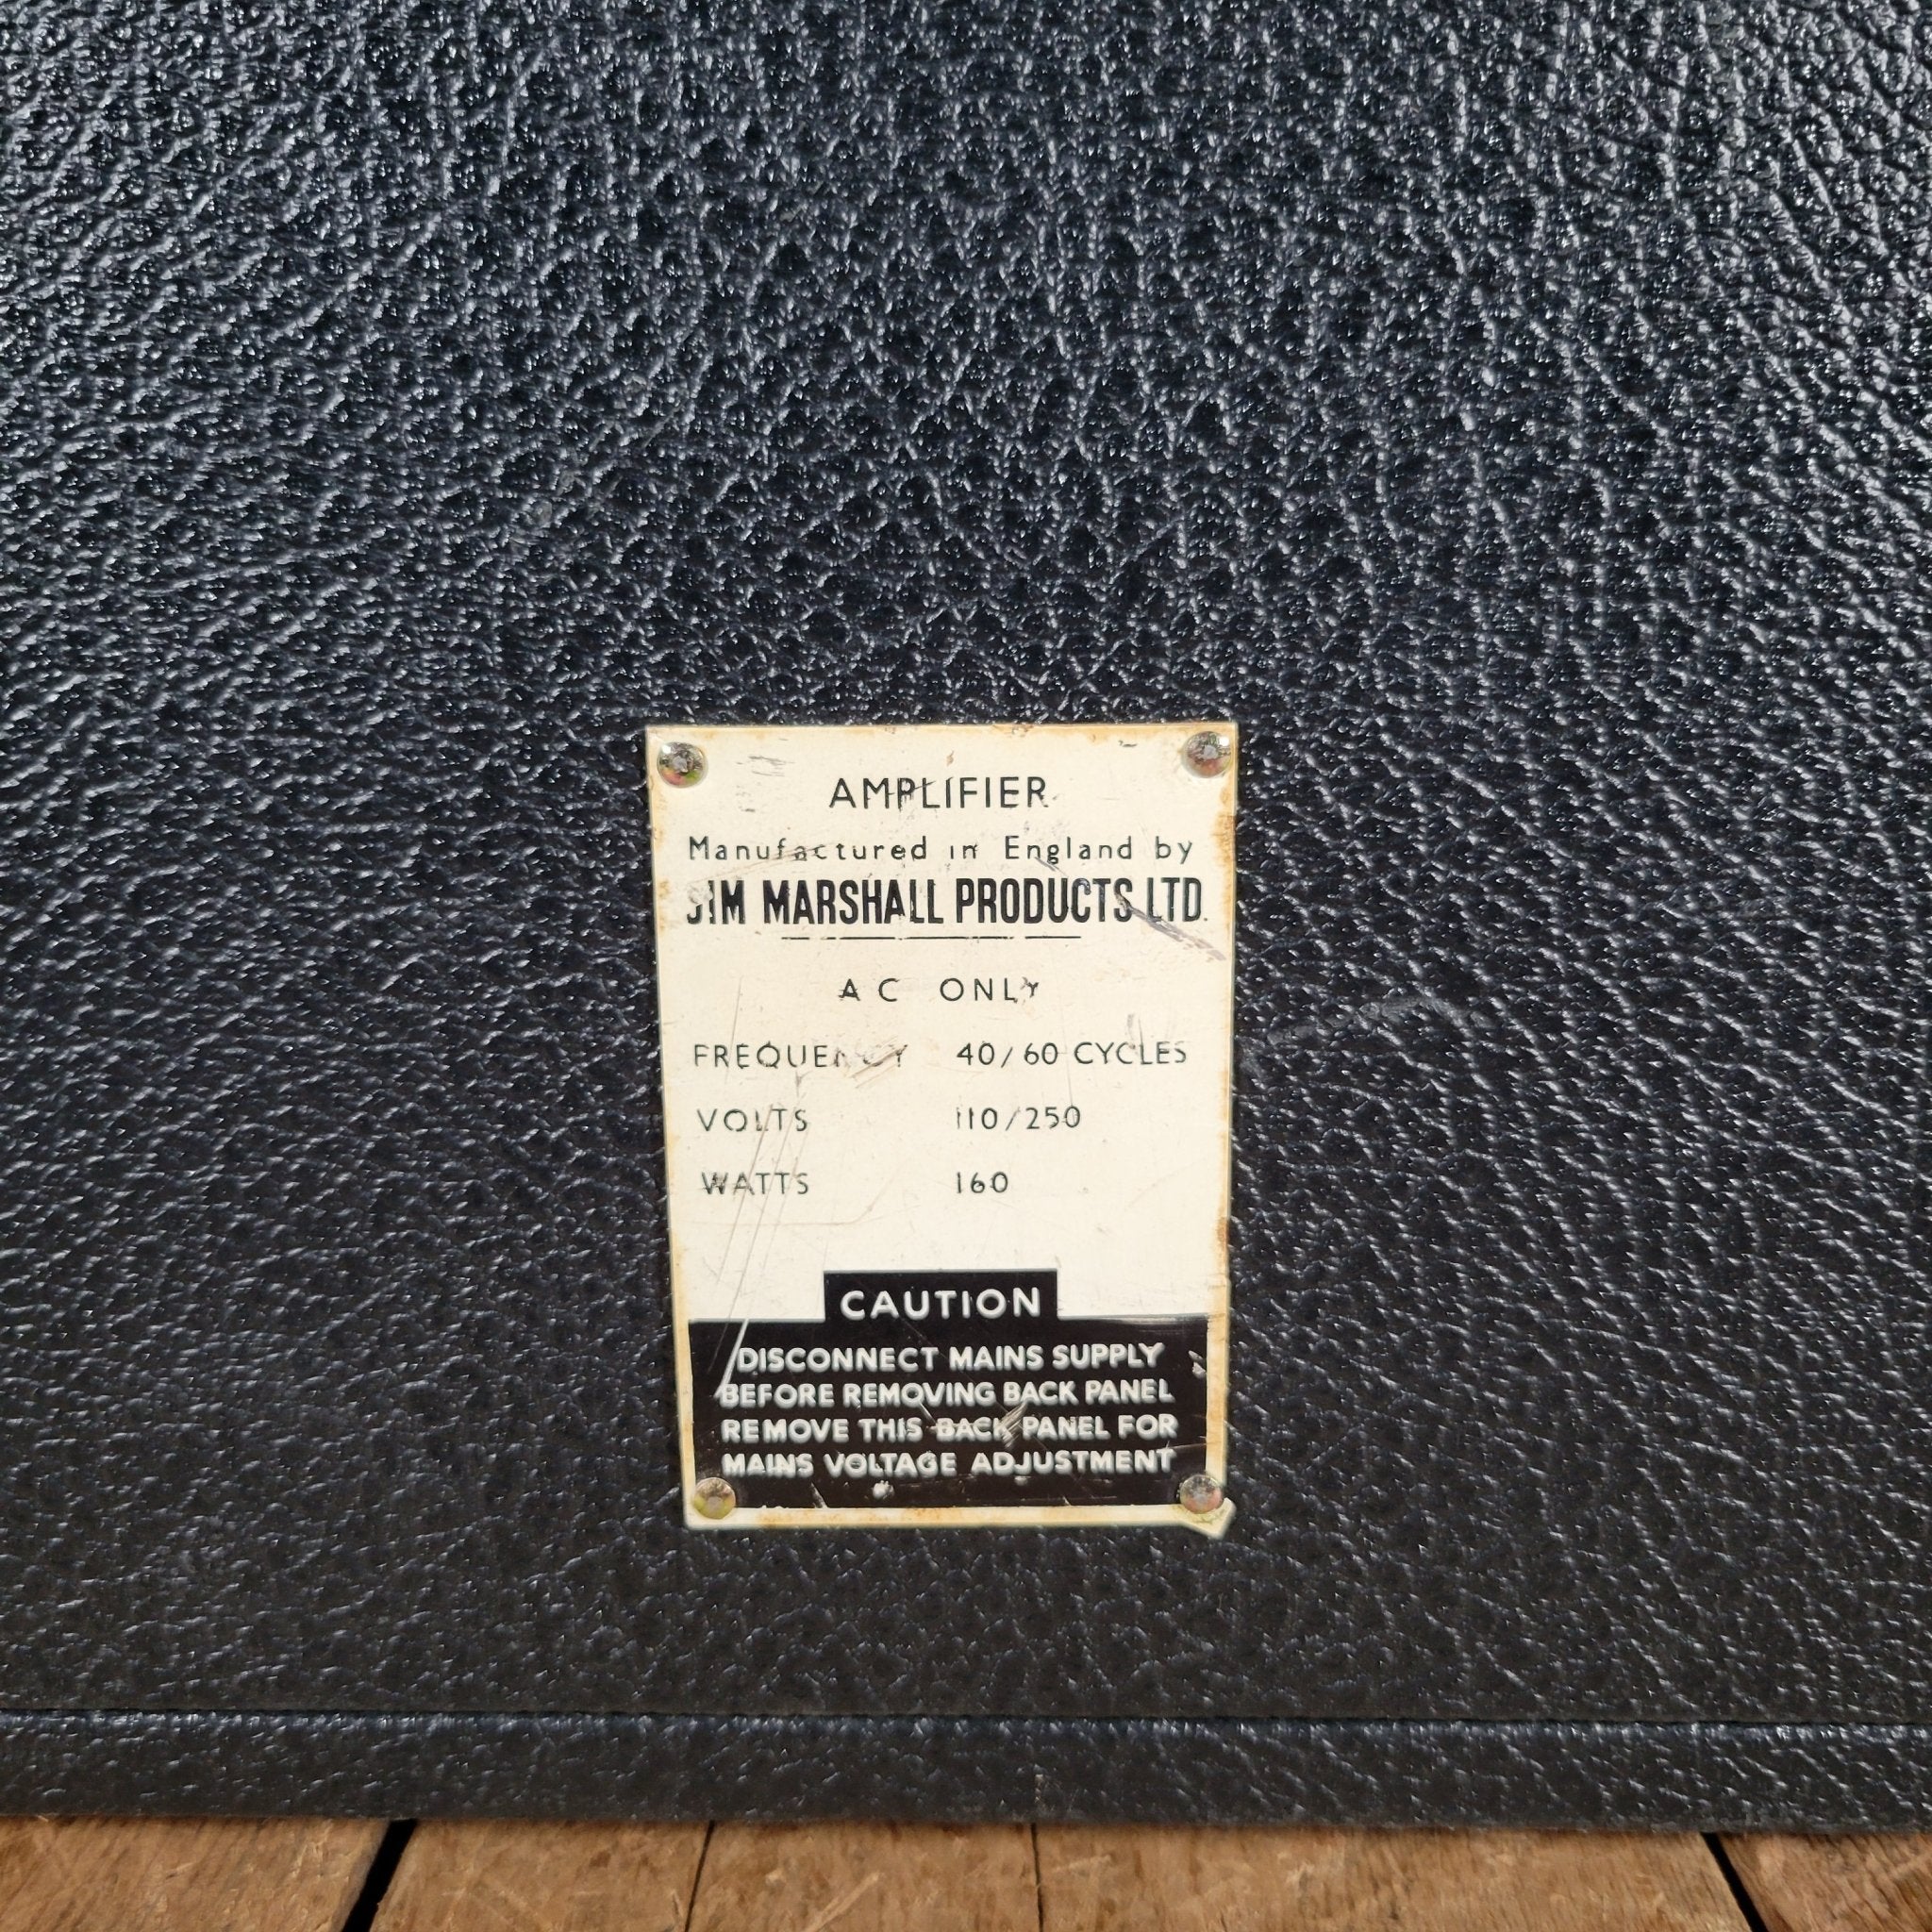 AMPLIFIER
Manufactured in England by
JIM MARSHALL PRODUCTS LTD.
AC ONLY
FREQUENCY 40/60 CYCLES
VOLTS 110/250
WATTS 160
CAUTION
DISCONNECT MAINS SUPPLY
BEFORE REMOVING BACK PANEL
REMOVE THIS BACK PANEL FOR
MAINS VOLTAGE ADJUSTMENT